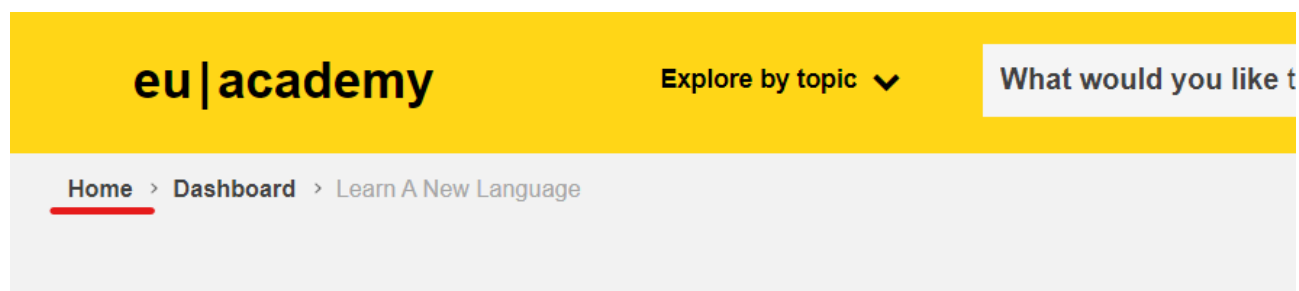 eu|academy
Explore by topic
What would you like t
Home > Dashboard > Learn A New Language